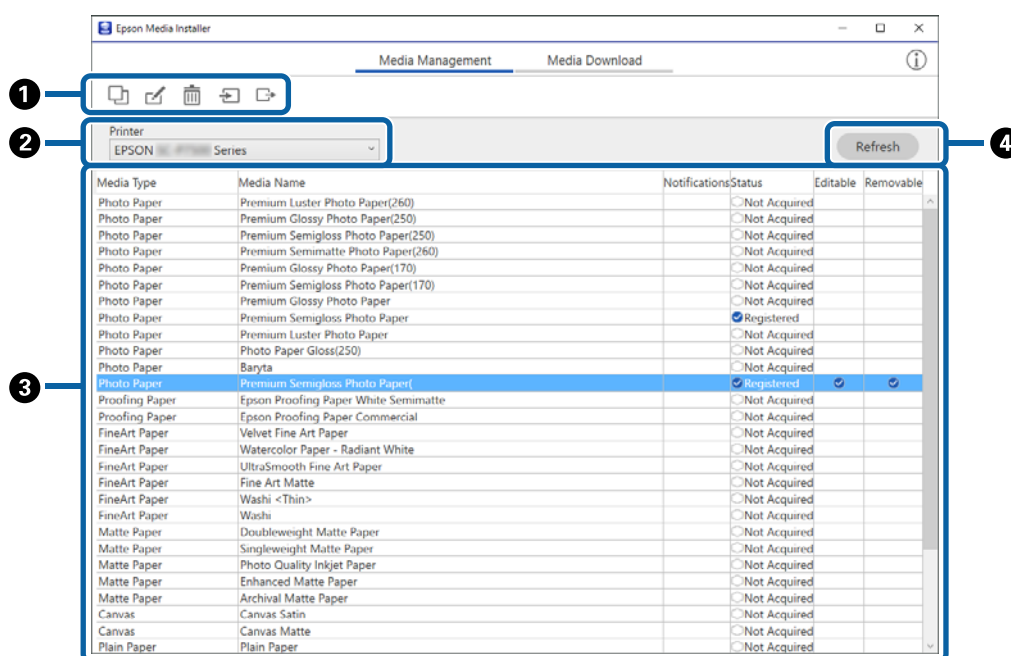 Epson Media Installer
Media Management Media Download
1
2
Printer
EPSON Series
Refresh
4
Media Type Media Name Notifications Status Editable Removable
Photo Paper Premium Luster Photo Paper(260) Not Acquired
Photo Paper Premium Glossy Photo Paper(250) Not Acquired
Photo Paper Premium Semigloss Photo Paper(250) Not Acquired
Photo Paper Premium Semimatte Photo Paper(260) Not Acquired
Photo Paper Premium Glossy Photo Paper(170) Not Acquired
Photo Paper Premium Semigloss Photo Paper(170) Not Acquired
Photo Paper Premium Glossy Photo Paper Not Acquired
Photo Paper Premium Semigloss Photo Paper Registered
Photo Paper Premium Luster Photo Paper Not Acquired
Photo Paper Photo Paper Gloss(250) Not Acquired
Photo Paper Baryta Not Acquired
3
Photo Paper Premium Semigloss Photo Paper( Registered
Proofing Paper Epson Proofing Paper White Semimatte Not Acquired
Proofing Paper Epson Proofing Paper Commercial Not Acquired
FineArt Paper Velvet Fine Art Paper Not Acquired
FineArt Paper Watercolor Paper - Radiant White Not Acquired
FineArt Paper UltraSmooth Fine Art Paper Not Acquired
FineArt Paper Fine Art Matte Not Acquired
FineArt Paper Washi <Thin> Not Acquired
FineArt Paper Washi Not Acquired
Matte Paper Doubleweight Matte Paper Not Acquired
Matte Paper Singleweight Matte Paper Not Acquired
Matte Paper Photo Quality Inkjet Paper Not Acquired
Matte Paper Enhanced Matte Paper Not Acquired
Matte Paper Archival Matte Paper Not Acquired
Canvas Canvas Satin Not Acquired
Canvas Canvas Matte Not Acquired
Plain Paper Plain Paper Not Acquired